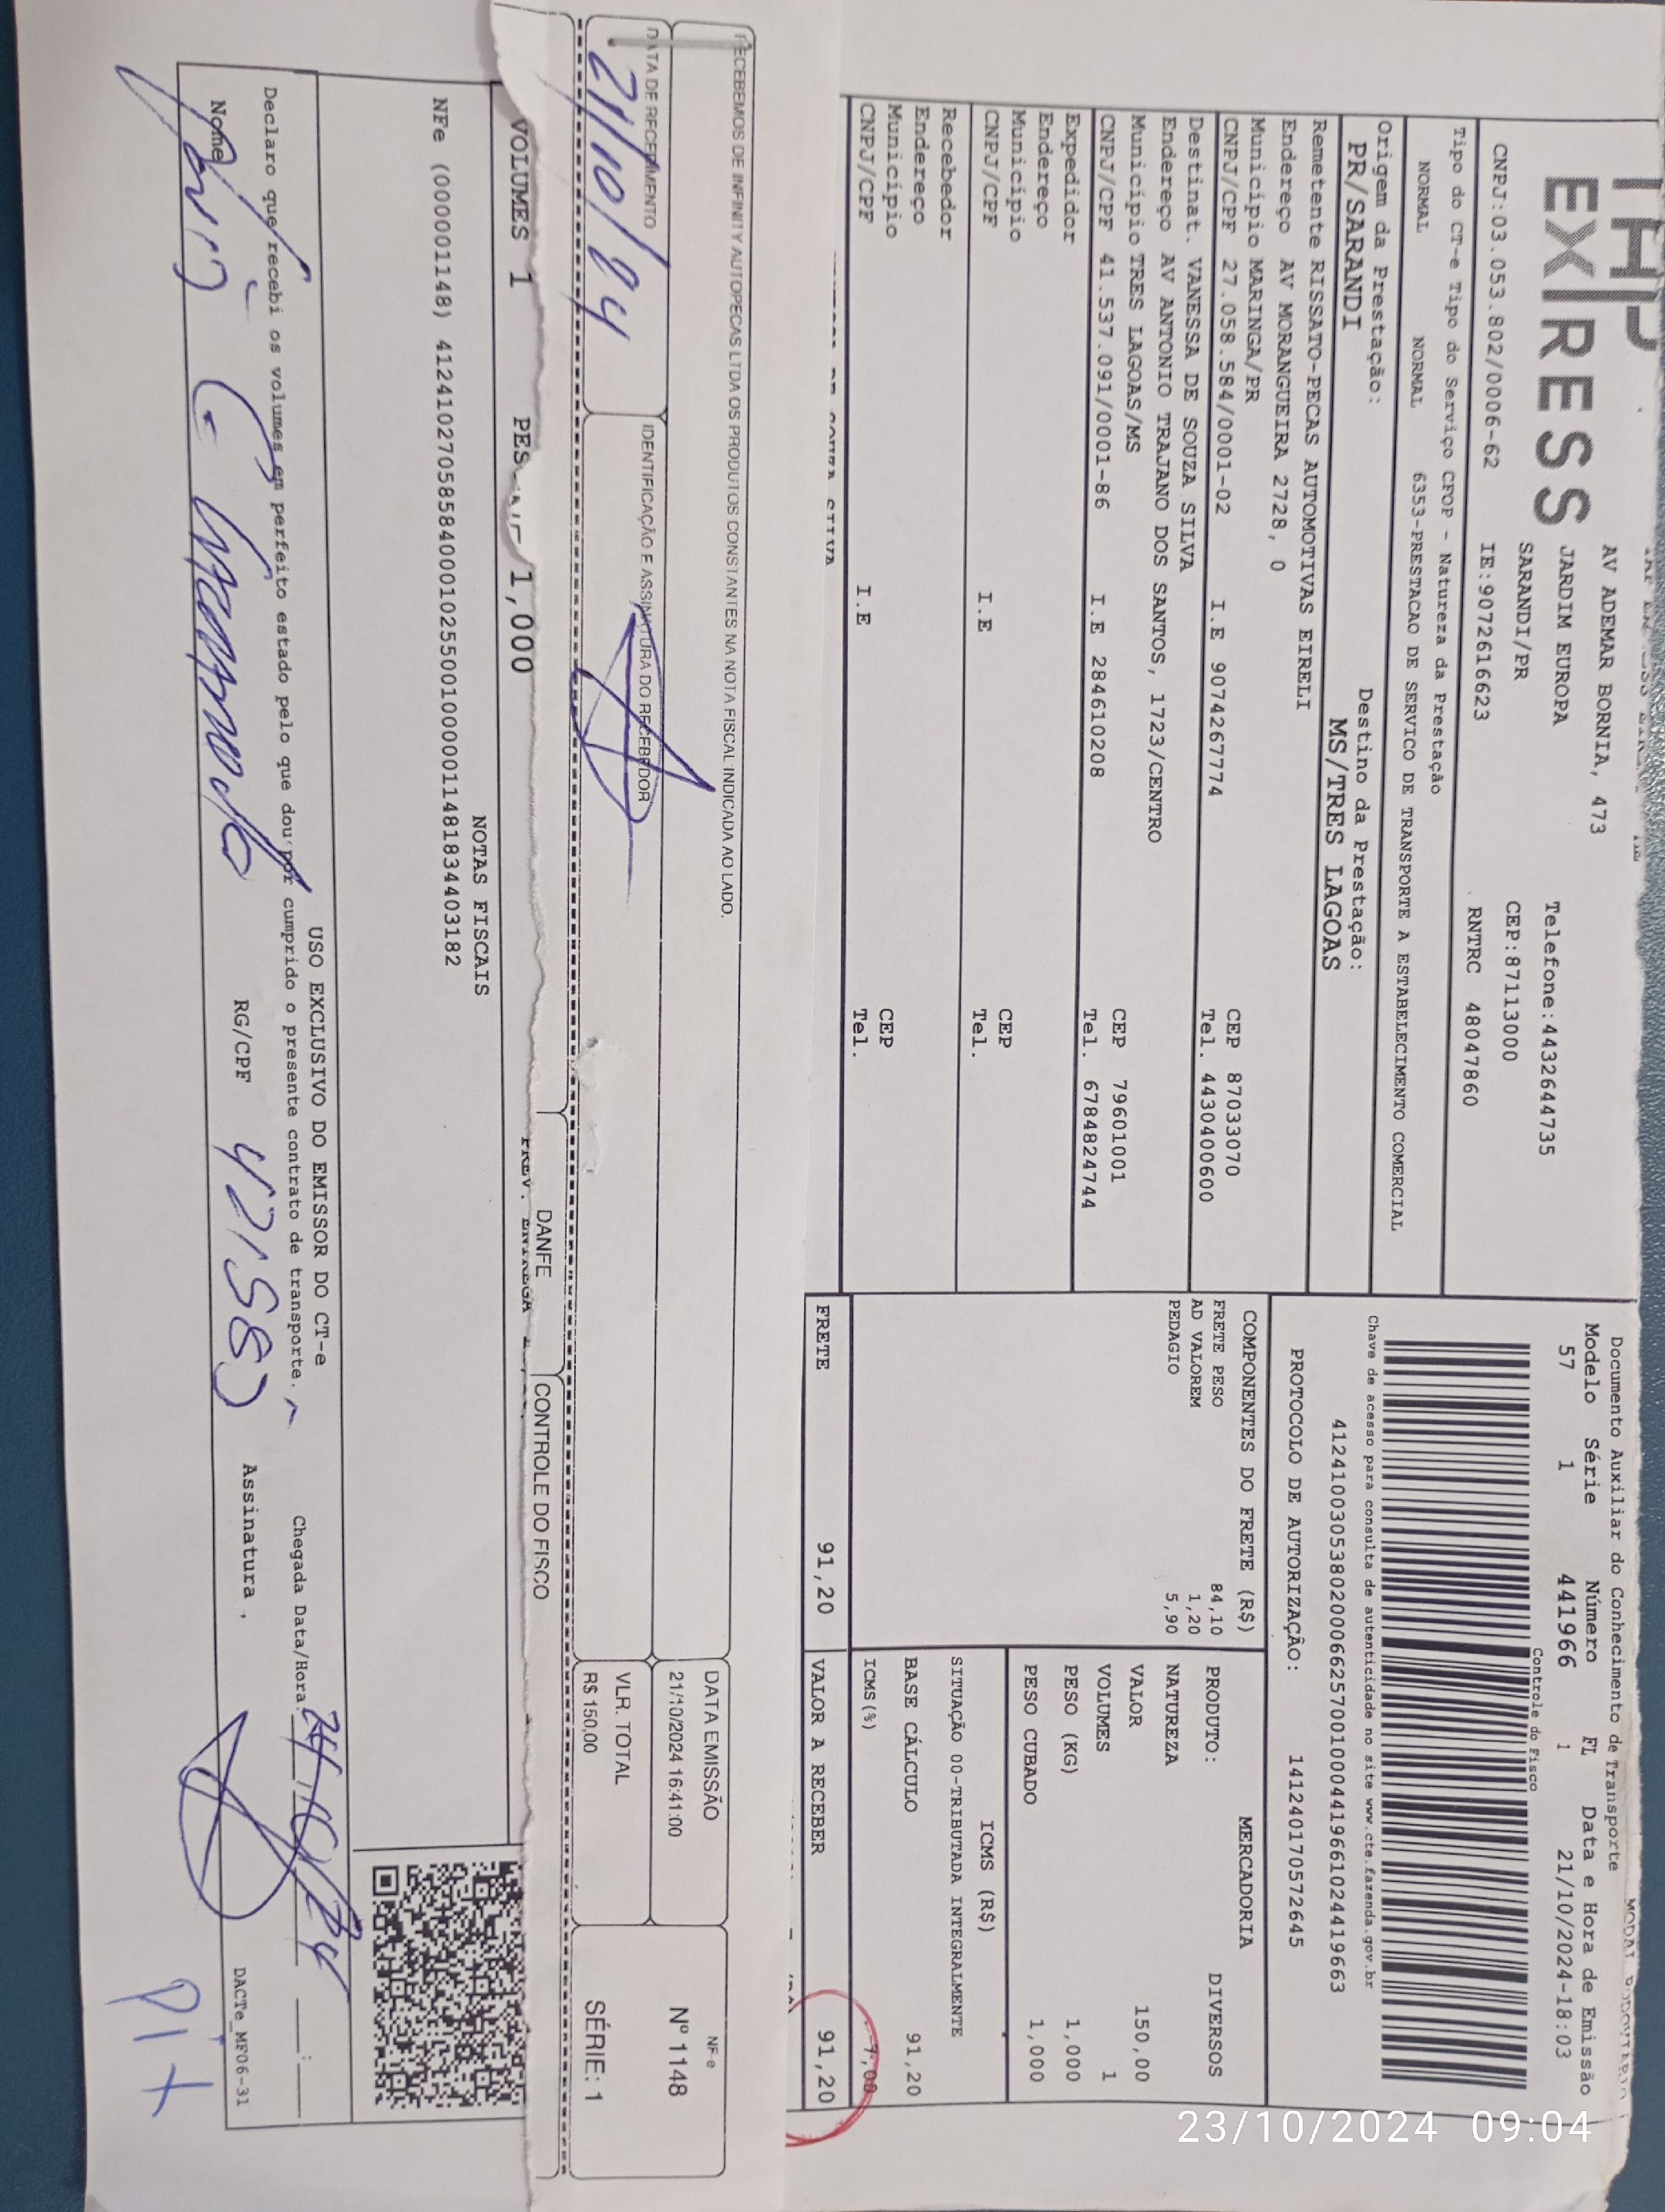 EXPRESS
AV ADEMAR BORNIA, 473
JARDIM EUROPA
Telefone:4432644735
SARANDI/PR
CEP:87113000
CNPJ:03.053.802/0006-62
IE:9072616623
RNTRC 48047860
Tipo do CT-e Tipo do Serviço CFOP - Natureza da Prestação
NORMAL NORMAL 6353-PRESTACAO DE SERVICO DE TRANSPORTE A ESTABELECIMENTO COMERCIAL
Origem da Prestação: Destino da Prestação:
PR/SARANDI MS/TRES LAGOAS
Remetente RISSATO-PECAS AUTOMOTIVAS EIRELI
Endereço AV MORANGUEIRA 2728, 0
Município MARINGA/PR CEP 87033070
CNPJ/CPF 27.058.584/0001-02 I.E 9074267774 Tel. 4430400600
Destinat. VANESSA DE SOUZA SILVA
Endereço AV ANTONIO TRAJANO DOS SANTOS, 1723/CENTRO
Município TRES LAGOAS/MS CEP 79601001
CNPJ/CPF 41.537.091/0001-86 I.E 284610208 Tel. 6784824744
Expedidor
Endereço
Município CEP
CNPJ/CPF I.E Tel.
Recebedor
Endereço
Município CEP
CNPJ/CPF I.E Tel.
MODAL RODOVIARIO
Documento Auxiliar do Conhecimento de Transporte
Modelo Série Número FL Data e Hora de Emissão
57 1 441966 1 21/10/2024-18:03
Controle do Fisco
Chave de acesso para consulta de autenticidade no site www.cte.fazenda.gov.br
41241003053802000662570010004419661024419663
PROTOCOLO DE AUTORIZAÇÃO: 141240170572645
COMPONENTES DO FRETE (R$)
FRETE PESO 84,10
AD VALOREM 1,20
PEDAGIO 5,90
MERCADORIA
PRODUTO: DIVERSOS
NATUREZA
VALOR 150,00
VOLUMES 1
PESO (KG) 1,000
PESO CUBADO 1,000
ICMS (R$)
SITUAÇÃO 00-TRIBUTADA INTEGRALMENTE
BASE CÁLCULO 91,20
ICMS(%) 7,00
FRETE 91,20 VALOR A RECEBER 91,20
RECEBEMOS DE INFINITY AUTOPECAS LTDA OS PRODUTOS CONSTANTES NA NOTA FISCAL INDICADA AO LADO.
DATA DE RECEBIMENTO
21/10/24
IDENTIFICAÇÃO E ASSINATURA DO RECEBEDOR
DATA EMISSÃO
21/10/2024 16:41:00
VLR. TOTAL
R$ 150,00
NF-e
Nº 1148
SÉRIE: 1
DANFE
CONTROLE DO FISCO
VOLUMES 1 1,000
PREV. ENTREGA
NOTAS FISCAIS
NFe (000001148) 41241027058584000102550010000011481834403182
USO EXCLUSIVO DO EMISSOR DO CT-e
Declaro que recebi os volumes em perfeito estado pelo que dou por cumprido o presente contrato de transporte.
Chegada Data/Hora
Nome RG/CPF Assinatura
DACTe_MF06-31
23/10/2024 09:04